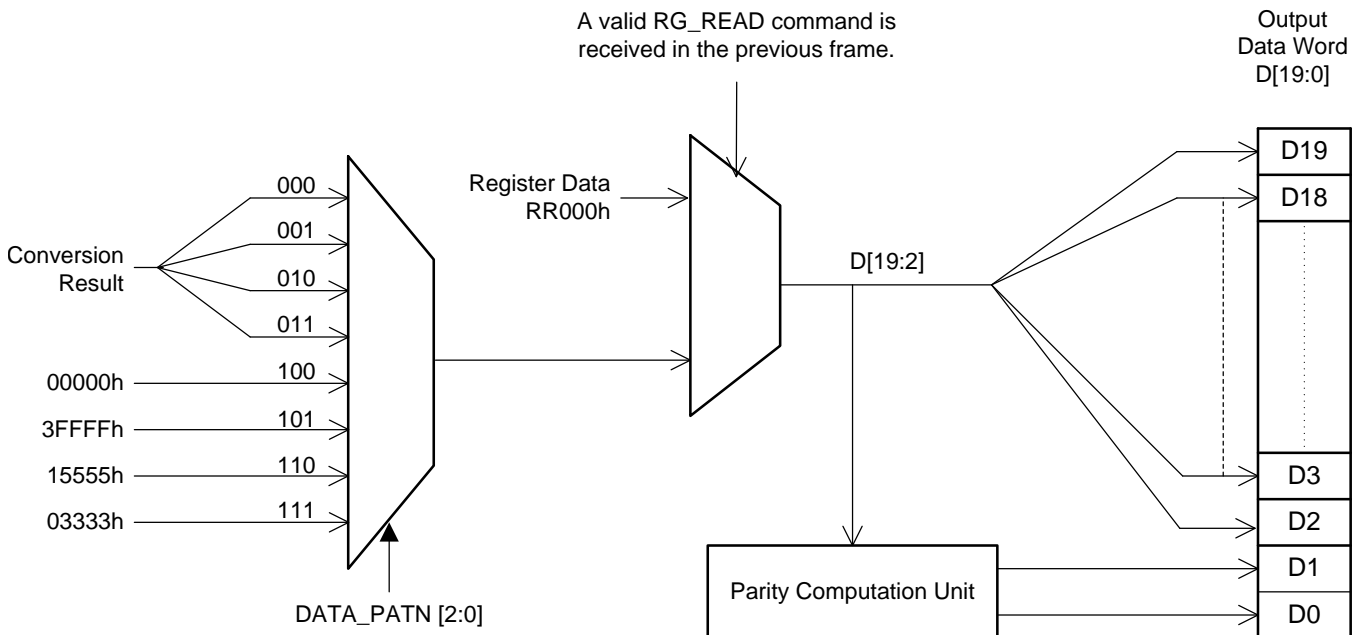 A valid RG_READ command is
received in the previous frame.
Output
Data Word
D[19:0]
D19
D18
D3
D2
D1
D0
Register Data
RR000h
D[19:2]
Conversion
Result
000
001
010
011
00000h
100
3FFFFh
101
15555h
110
03333h
111
DATA_PATN [2:0]
Parity Computation Unit